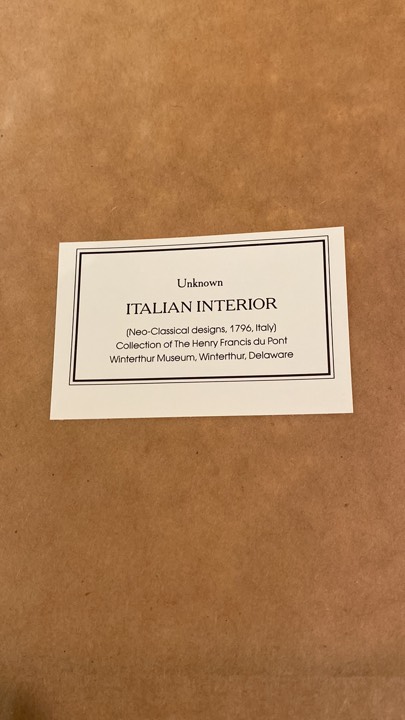 Unknown
ITALIAN INTERIOR
(Neo-Classical designs, 1796, Italy)
Collection of The Henry Francis du Pont
Winterthur Museum, Winterthur, Delaware